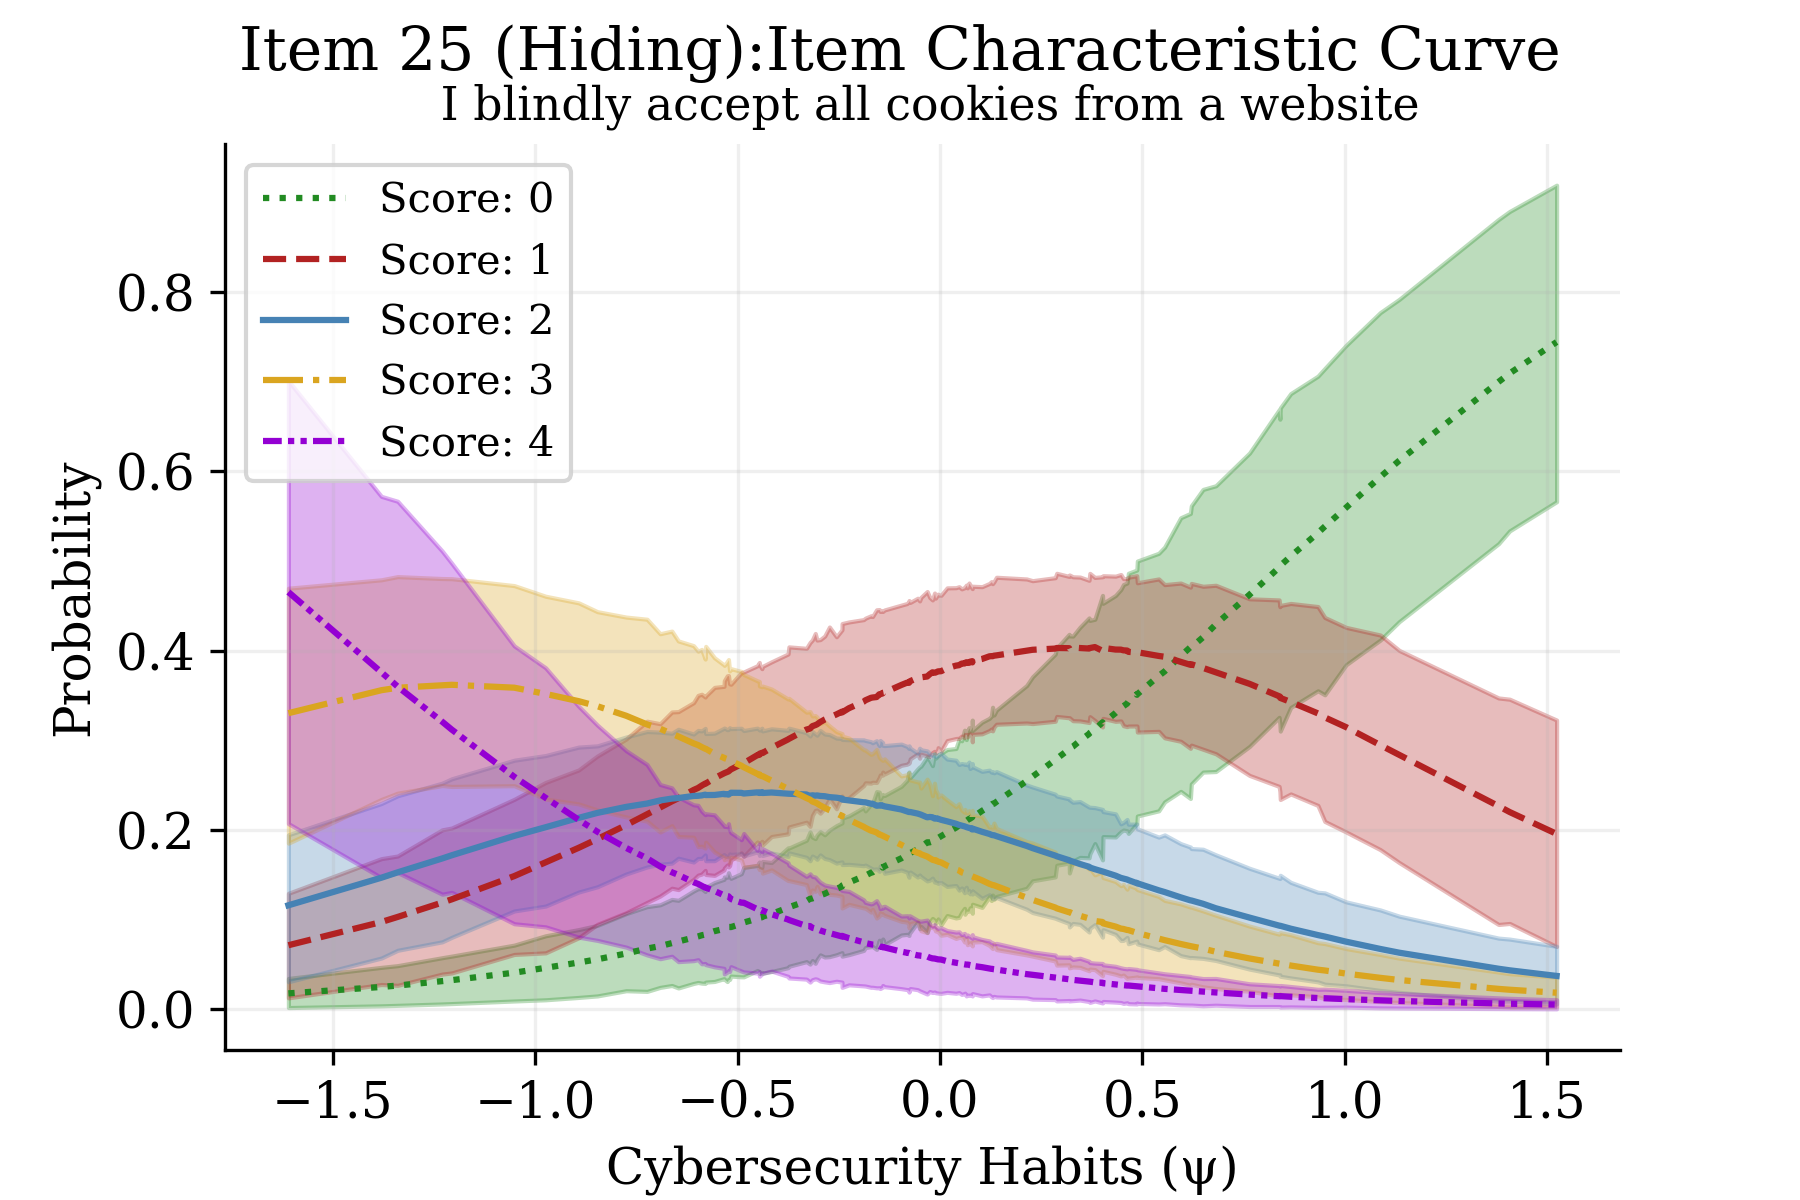 Item 25 (Hiding):Item Characteristic Curve
I blindly accept all cookies from a website
Score: 0
Score: 1
Score: 2
Score: 3
Score: 4
Probability
0.8
0.6
0.4
0.2
0.0
−1.5 −1.0 −0.5 0.0 0.5 1.0 1.5
Cybersecurity Habits (ψ)